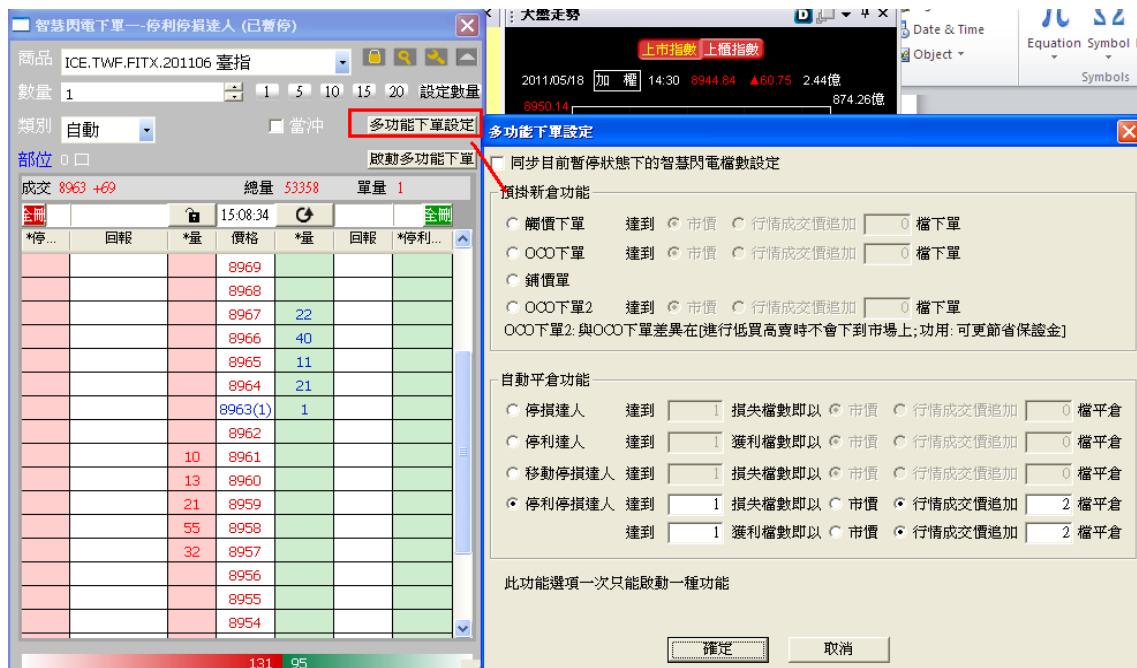 智慧閃電下單一-停利停損達人 (已暫停)
商品 ICE.TWF.FITX.201106 臺指
數量 1 1 5 10 15 20 設定數量
類別 自動 當沖 多功能下單設定
部位 0 口 啟動多功能下單
成交 8963 +69 總量 53358 單量 1
全刪 15:08:34 全刪
*停... 回報 *量 價格 *量 回報 *停利...
8969
8968
8967 22
8966 40
8965 11
8964 21
8963(1) 1
8962
10 8961
13 8960
21 8959
55 8958
32 8957
8956
8955
8954
131 95
大盤走勢
上市指數 上櫃指數
2011/05/18 加 權 14:30 8944.84 ▲60.75 2.44億
8950.14 874.26億
Date & Time
Object
Equation Symbol
Symbols
多功能下單設定
同步目前暫停狀態下的智慧閃電檔數設定
預掛新倉功能
觸價下單 達到 市價 行情成交價追加 0 檔下單
OCO下單 達到 市價 行情成交價追加 0 檔下單
鋪價單
OCO下單2 達到 市價 行情成交價追加 0 檔下單
OCO下單2: 與OCO下單差異在[進行低買高賣時不會下到市場上;功用: 可更節省保證金]
自動平倉功能
停損達人 達到 1 損失檔數即以 市價 行情成交價追加 0 檔平倉
停利達人 達到 1 獲利檔數即以 市價 行情成交價追加 0 檔平倉
移動停損達人 達到 1 損失檔數即以 市價 行情成交價追加 0 檔平倉
停利停損達人 達到 1 損失檔數即以 市價 行情成交價追加 2 檔平倉
達到 1 獲利檔數即以 市價 行情成交價追加 2 檔平倉
此功能選項一次只能啟動一種功能
確定 取消